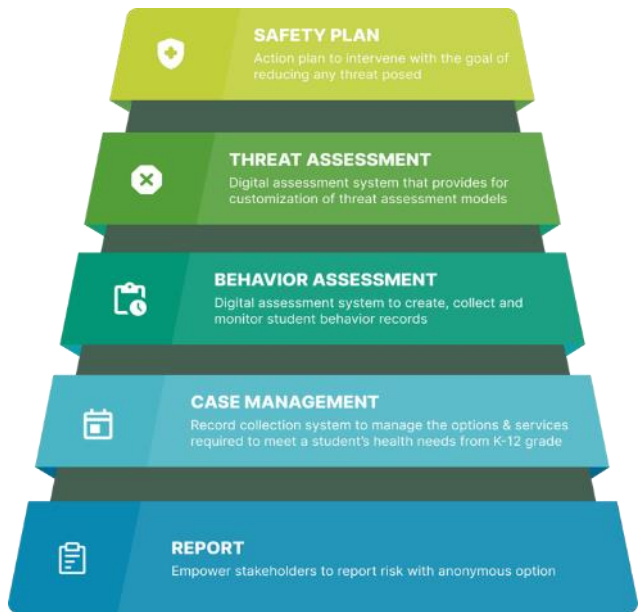 SAFETY PLAN
Action plan to intervene with the goal of
reducing any threat posed
THREAT ASSESSMENT
Digital assessment system that provides for
customization of threat assessment models
BEHAVIOR ASSESSMENT
Digital assessment system to create, collect and
monitor student behavior records
CASE MANAGEMENT
Record collection system to manage the options & services
required to meet a student's health needs from K-12 grade
REPORT
Empower stakeholders to report risk with anonymous option